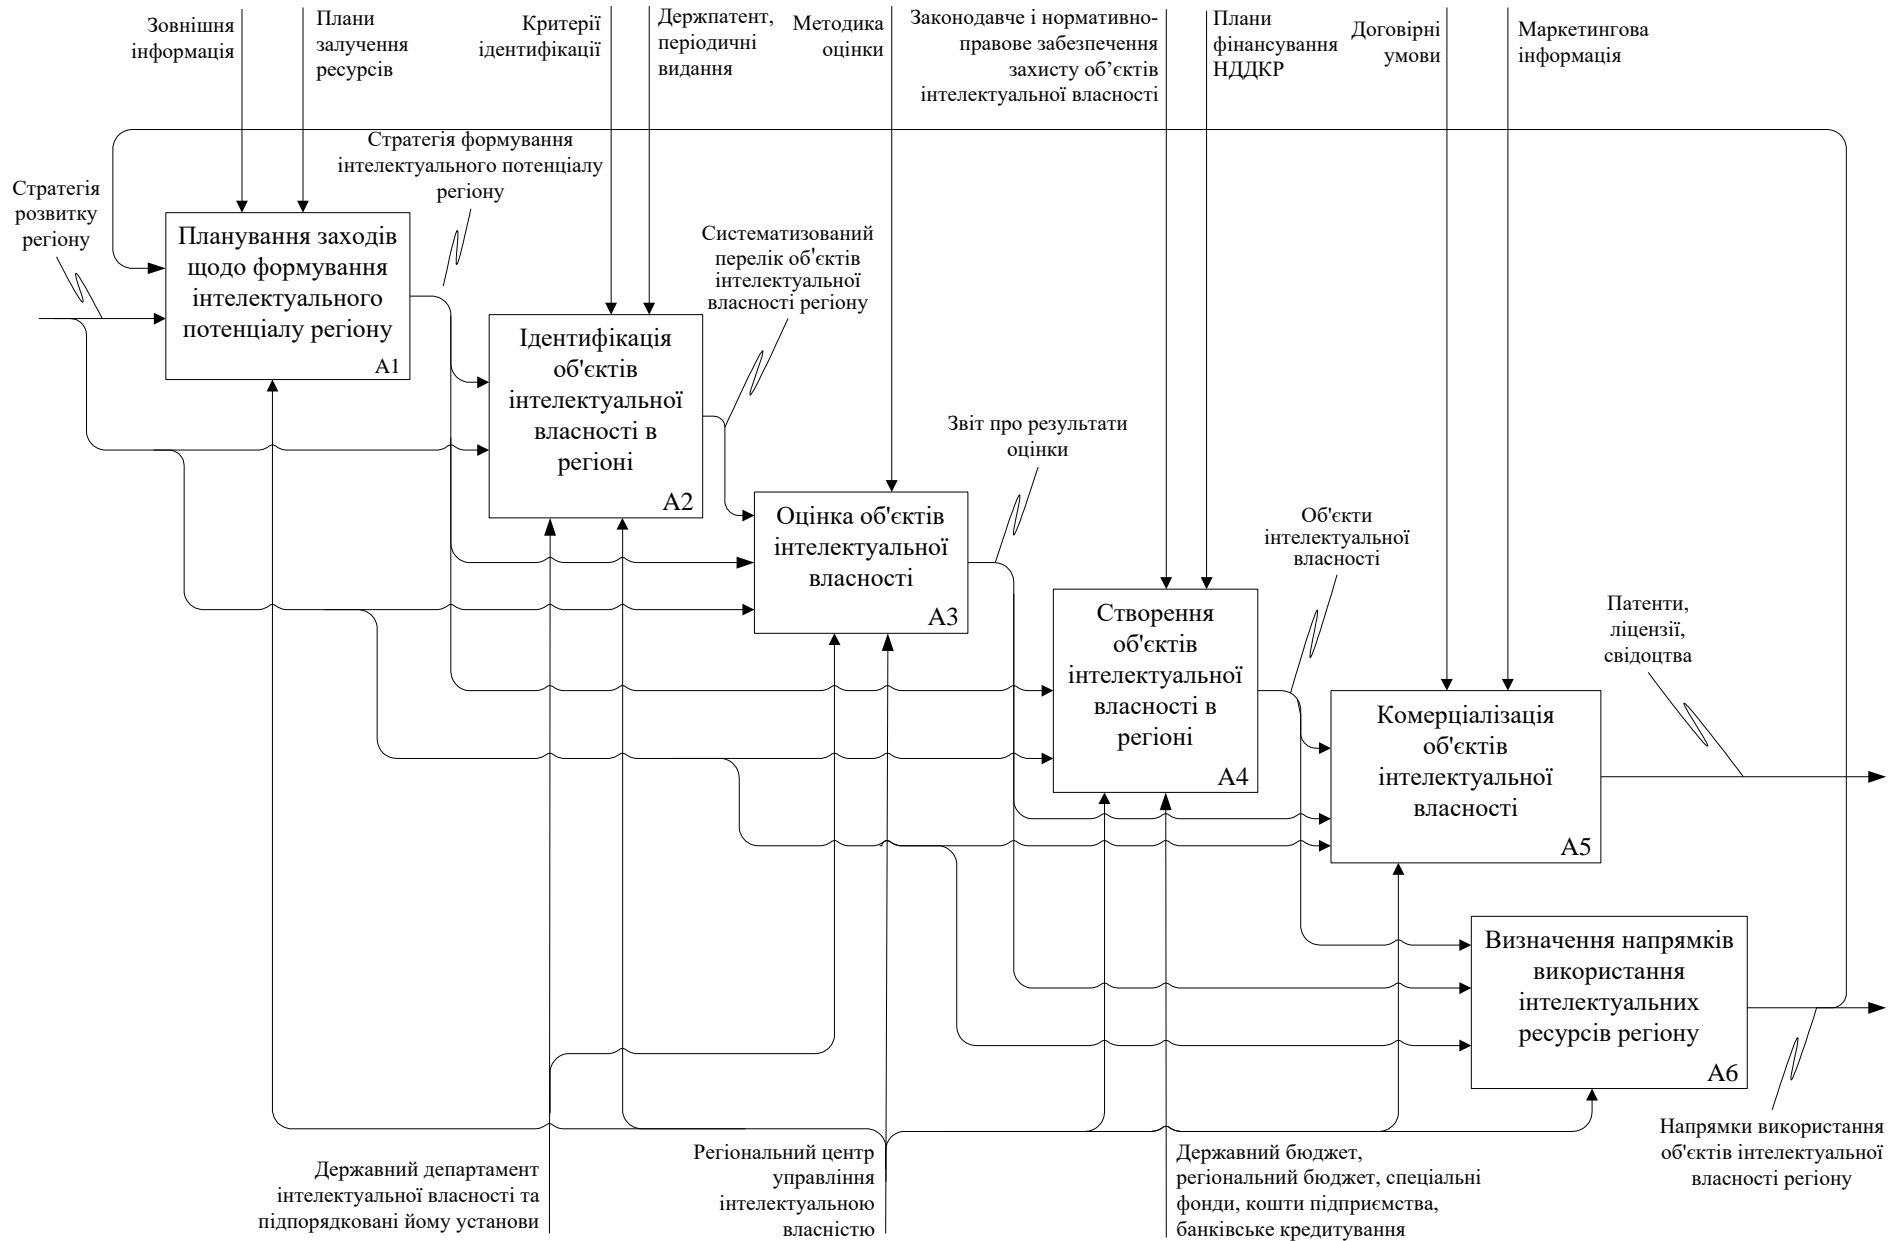 Зовнішня
інформація
Плани
залучення
ресурсів
Критерії
ідентифікації
Держпатент,
періодичні
видання
Методика
оцінки
Законодавче і нормативно-
правове забезпечення
захисту об’єктів
інтелектуальної власності
Плани
фінансування
НДДКР
Договірні
умови
Маркетингова
інформація
Стратегія
розвитку
регіону
Стратегія формування
інтелектуального потенціалу
регіону
Планування заходів
щодо формування
інтелектуального
потенціалу регіону
А1
Систематизований
перелік об'єктів
інтелектуальної
власності регіону
Ідентифікація
об'єктів
інтелектуальної
власності в
регіоні
А2
Звіт про результати
оцінки
Оцінка об'єктів
інтелектуальної
власності
А3
Об'єкти
інтелектуальної
власності
Створення
об'єктів
інтелектуальної
власності в
регіоні
А4
Патенти,
ліцензії,
свідоцтва
Комерціалізація
об'єктів
інтелектуальної
власності
А5
Визначення напрямків
використання
інтелектуальних
ресурсів регіону
А6
Державний департамент
інтелектуальної власності та
підпорядковані йому установи
Регіональний центр
управління
інтелектуальною
власністю
Державний бюджет,
регіональний бюджет, спеціальні
фонди, кошти підприємства,
банківське кредитування
Напрямки використання
об'єктів інтелектуальної
власності регіону